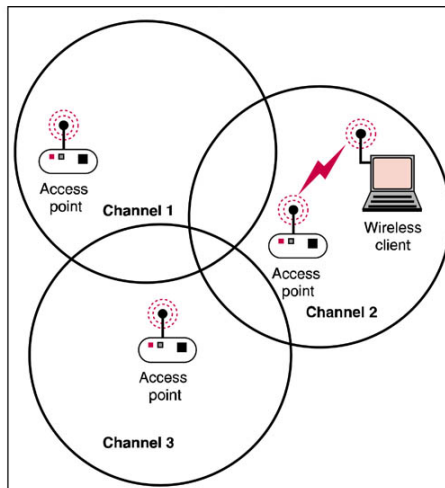 Access
point
Channel 1
Wireless
client
Access
point
Channel 2
Access
point
Channel 3